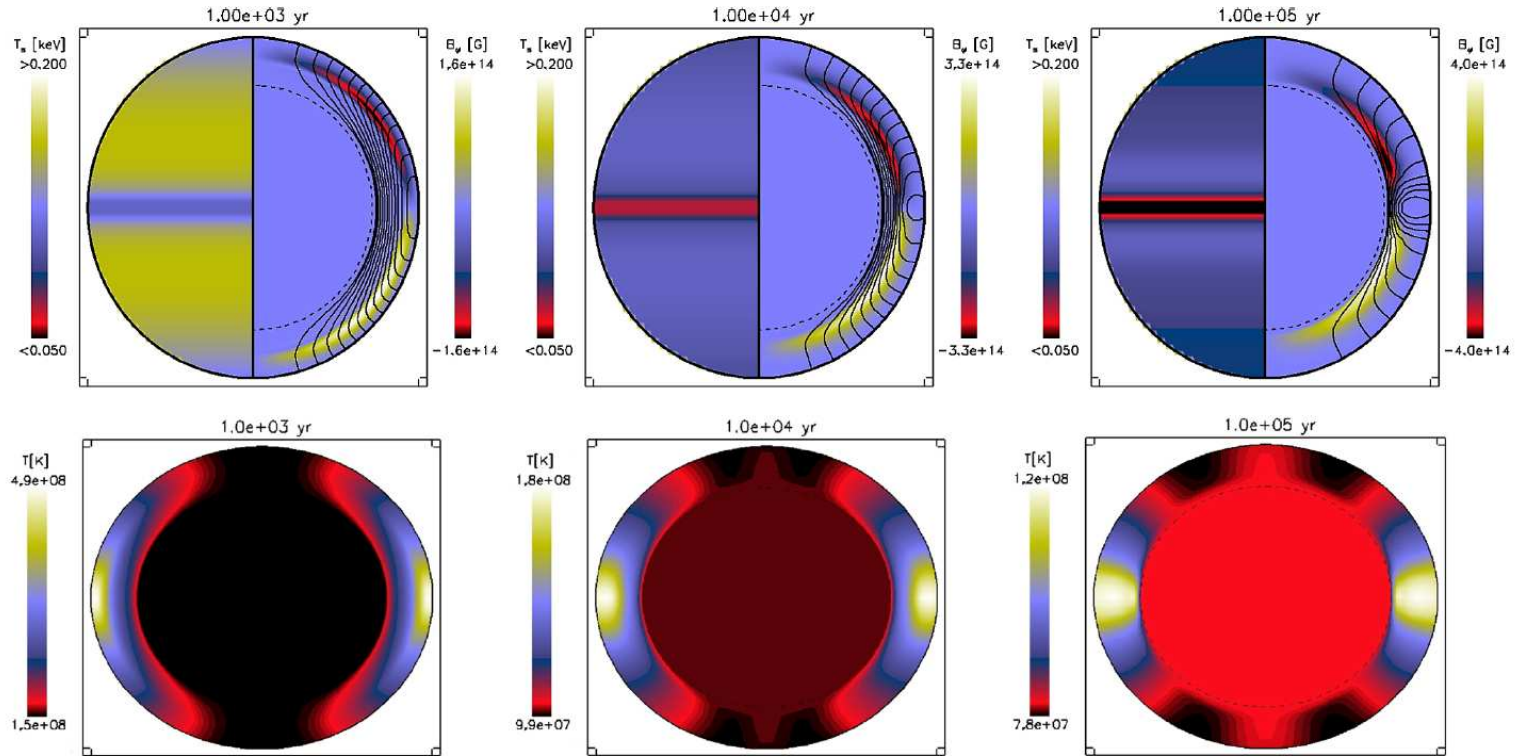 1.00e+03 yr
T_s [keV]
>0.200
<0.050
B_φ [G]
1.6e+14
−1.6e+14
1.00e+04 yr
T_s [keV]
>0.200
<0.050
B_φ [G]
3.3e+14
−3.3e+14
1.00e+05 yr
T_s [keV]
>0.200
<0.050
B_φ [G]
4.0e+14
−4.0e+14
1.0e+03 yr
T[K]
4.9e+08
1.5e+08
1.0e+04 yr
T[K]
1.8e+08
9.9e+07
1.0e+05 yr
T[K]
1.2e+08
7.8e+07